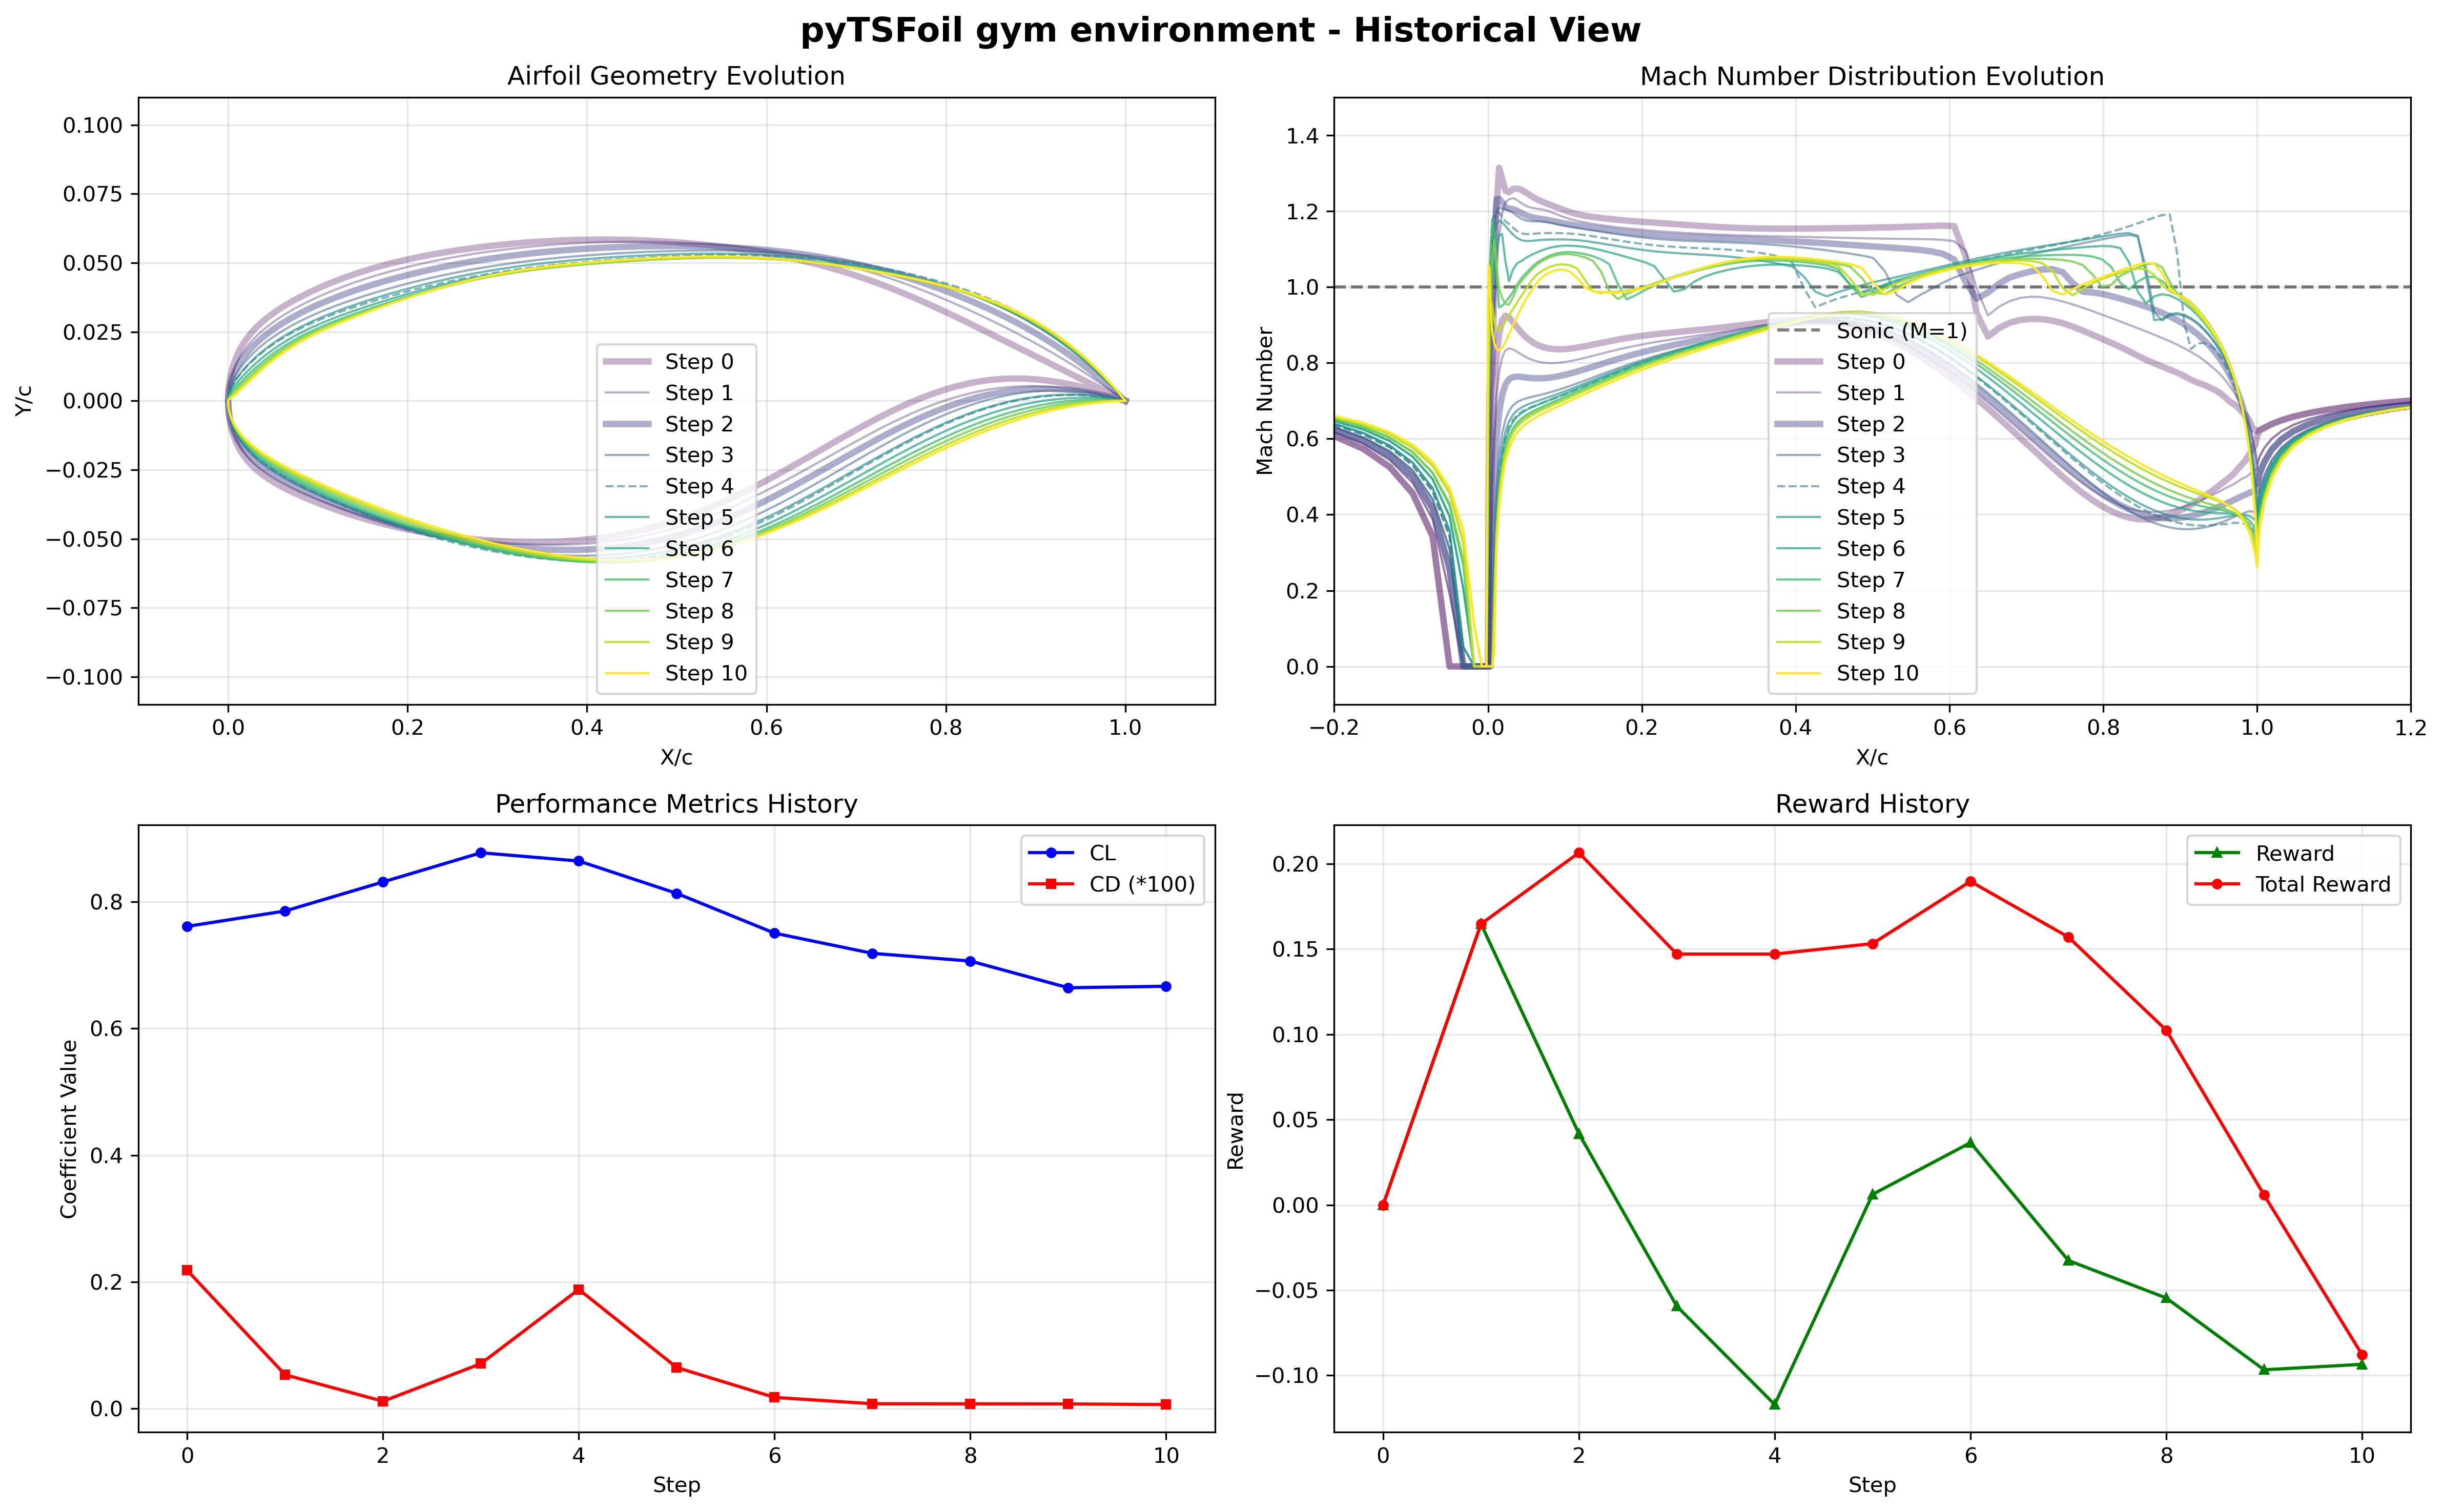 pyTSFoil gym environment - Historical View
Airfoil Geometry Evolution
0.100
0.075
0.050
0.025
0.000
−0.025
−0.050
−0.075
−0.100
Y/c
Step 0
Step 1
Step 2
Step 3
Step 4
Step 5
Step 6
Step 7
Step 8
Step 9
Step 10
0.0 0.2 0.4 0.6 0.8 1.0
X/c
Mach Number Distribution Evolution
1.4
1.2
1.0
0.8
0.6
0.4
0.2
0.0
Mach Number
Sonic (M=1)
Step 0
Step 1
Step 2
Step 3
Step 4
Step 5
Step 6
Step 7
Step 8
Step 9
Step 10
−0.2 0.0 0.2 0.4 0.6 0.8 1.0 1.2
X/c
Performance Metrics History
CL
CD (*100)
0.8
0.6
0.4
0.2
0.0
Coefficient Value
0 2 4 6 8 10
Step
Reward History
Reward
Total Reward
0.20
0.15
0.10
0.05
0.00
−0.05
−0.10
Reward
0 2 4 6 8 10
Step